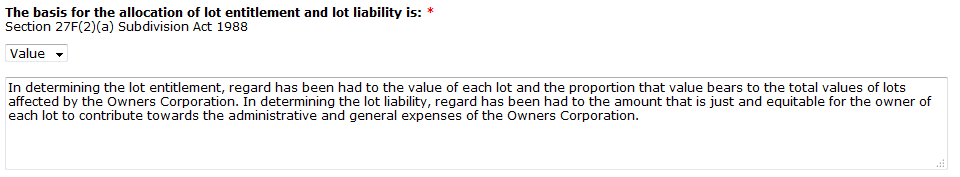 The basis for the allocation of lot entitlement and lot liability is: *
Section 27F(2)(a) Subdivision Act 1988
Value
In determining the lot entitlement, regard has been had to the value of each lot and the proportion that value bears to the total values of lots
affected by the Owners Corporation. In determining the lot liability, regard has been had to the amount that is just and equitable for the owner of
each lot to contribute towards the administrative and general expenses of the Owners Corporation.